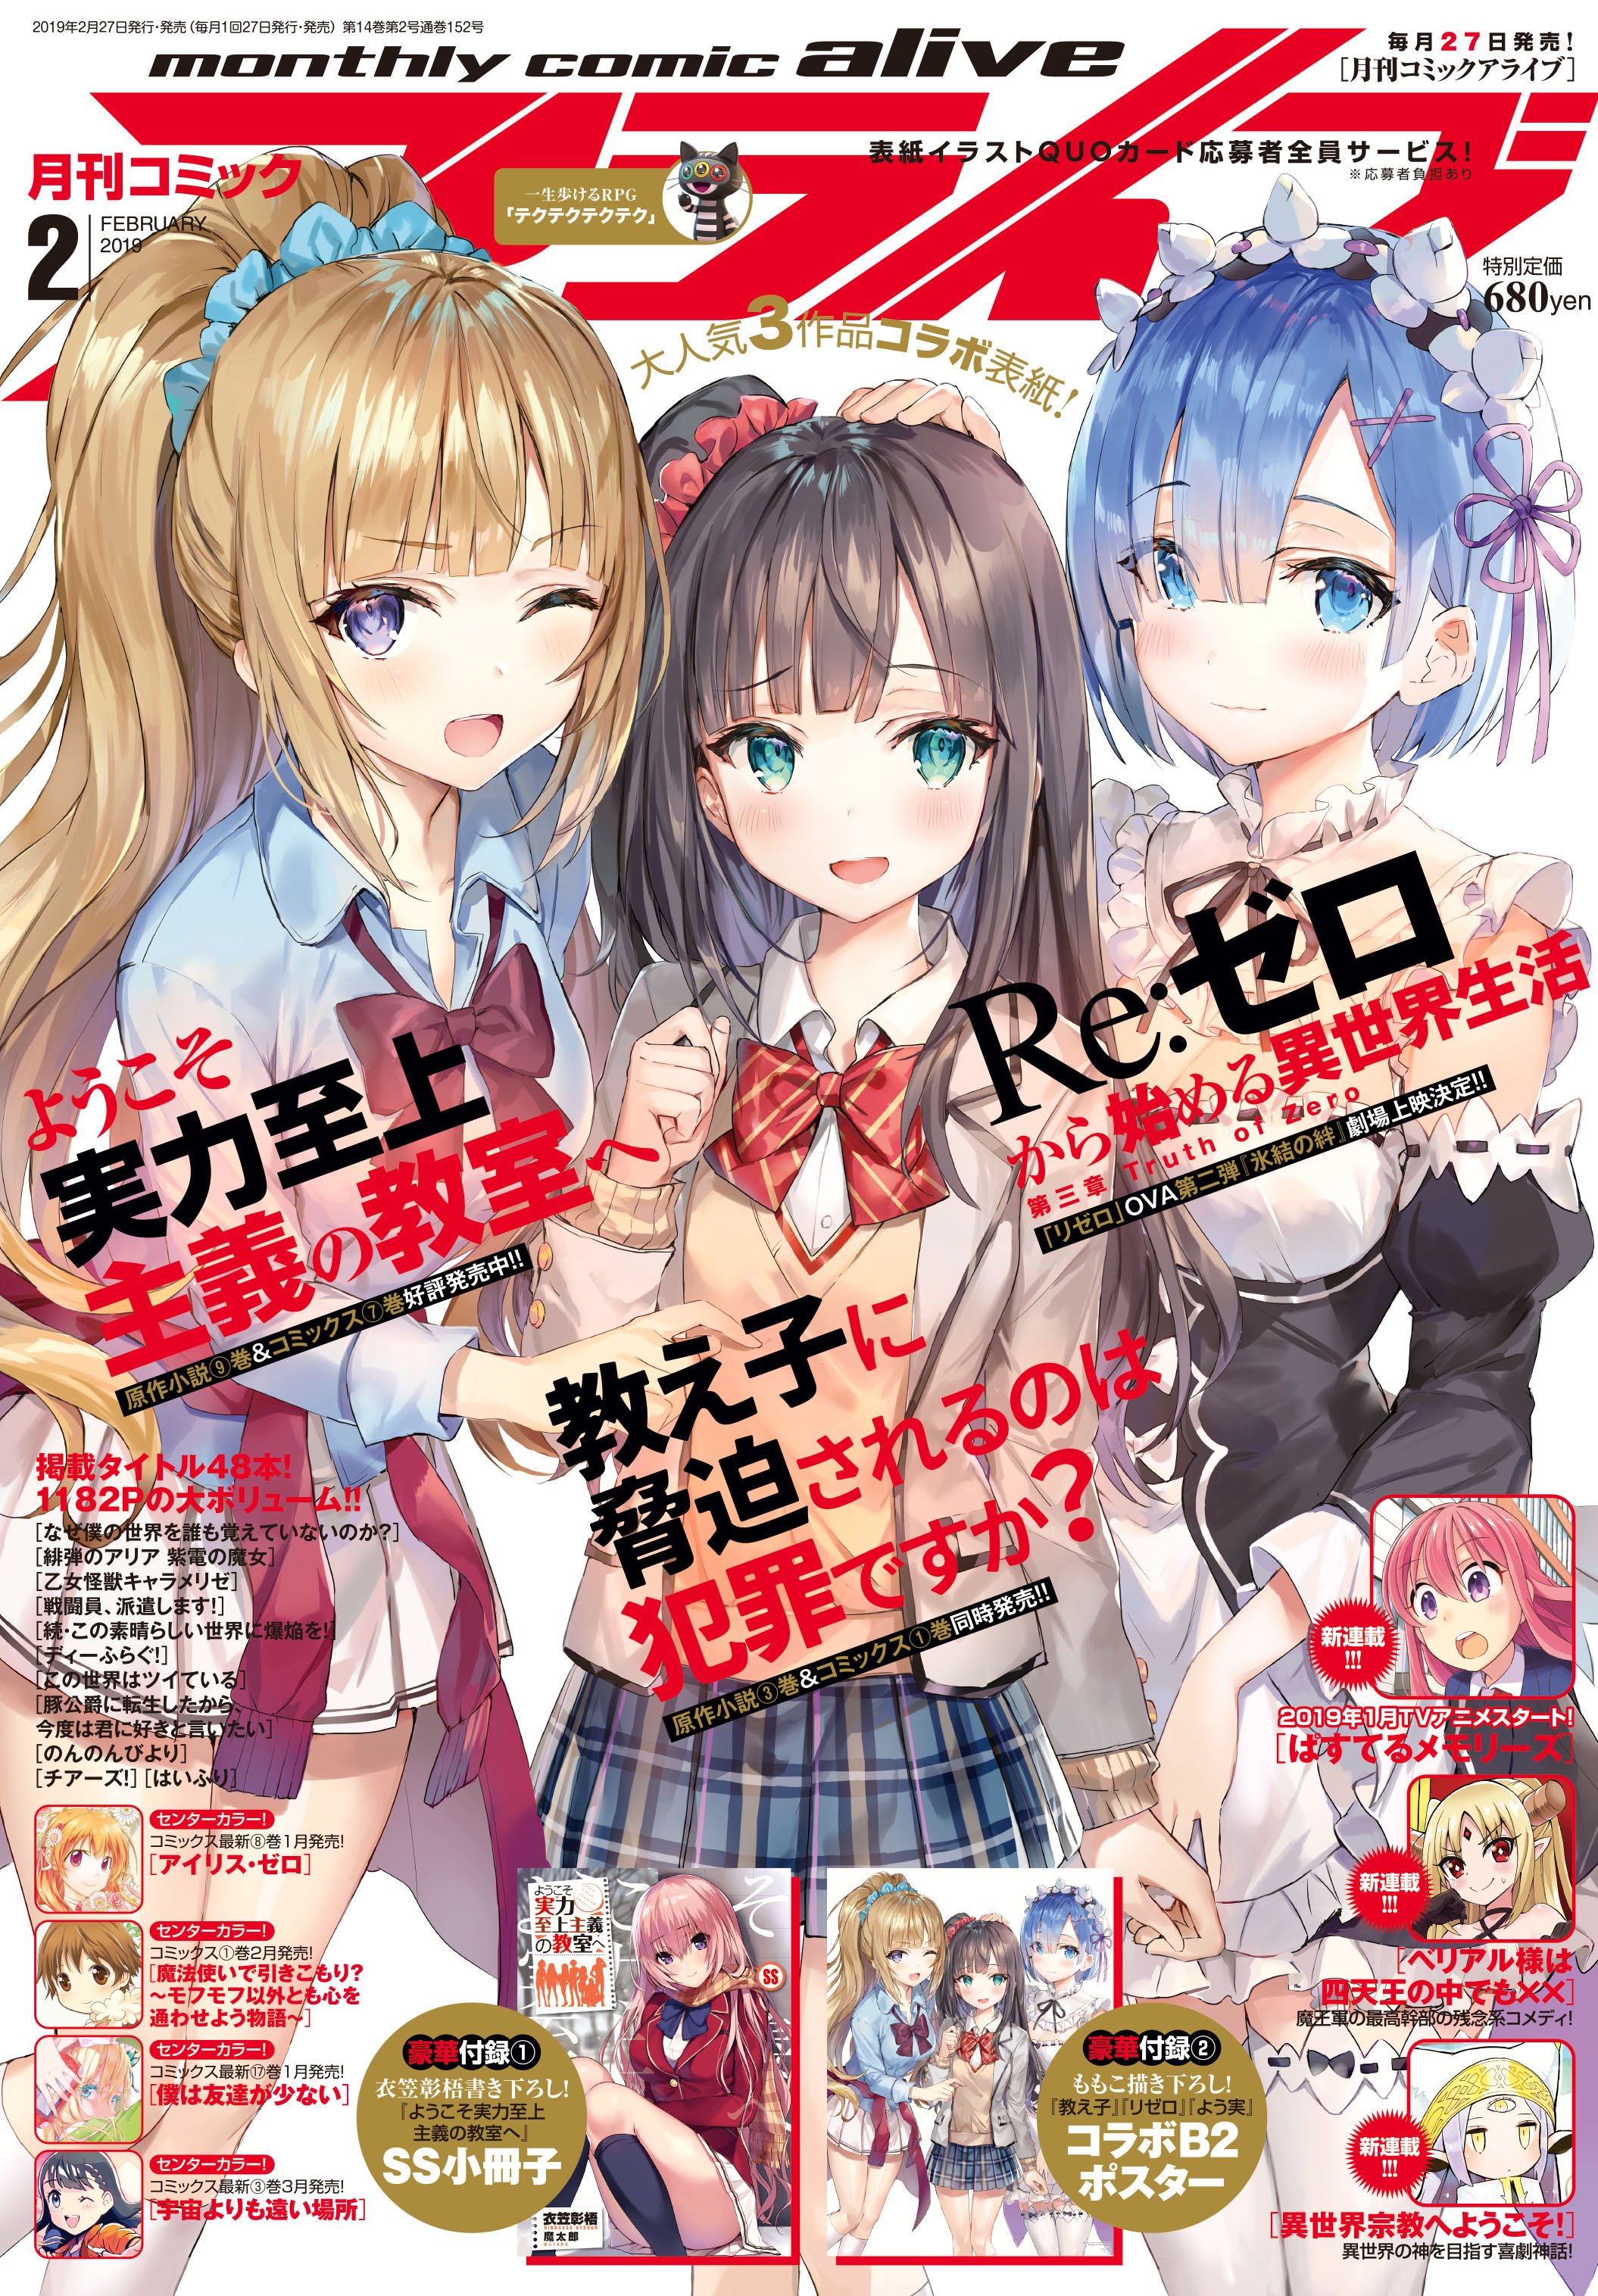 2019年2月27日発行・発売（毎月1回27日発行・発売） 第14巻第2号通巻152号
monthly comic alive
毎月27日発売！
［月刊コミックアライブ］
アライブ
月刊コミック
2
FEBRUARY
2019
一生歩けるRPG
『テクテクテクテク』
表紙イラストQUOカード応募者全員サービス！
※応募者負担あり
特別定価
680yen
大人気3作品コラボ表紙！
Re:ゼロ
から始める異世界生活
第三章 Truth of Zero
「リゼロ」OVA第二弾『氷結の絆』劇場上映決定!!
ようこそ
実力至上
主義の教室へ
原作小説⑨巻&コミックス⑦巻好評発売中!!
教え子に
脅迫されるのは
犯罪ですか？
原作小説③巻&コミックス①巻同時発売!!
掲載タイトル48本！
1182Pの大ボリューム!!
［なぜ僕の世界を誰も覚えていないのか？］
［緋弾のアリア 紫電の魔女］
［乙女怪獣キャラメリゼ］
［戦闘員、派遣します！］
［続・この素晴らしい世界に爆焔を！］
［ディーふらぐ！］
［この世界はツイている］
［豚公爵に転生したから、
今度は君に好きと言いたい］
［のんのんびより］
［チアーズ！］［はいふり］
センターカラー！
コミックス最新⑧巻1月発売！
［アイリス・ゼロ］
センターカラー！
コミックス①巻2月発売！
［魔法使いで引きこもり？
～モフモフ以外とも心を
通わせよう物語～］
センターカラー！
コミックス最新⑰巻1月発売！
［僕は友達が少ない］
センターカラー！
コミックス最新③巻3月発売！
［宇宙よりも遠い場所］
豪華付録①
衣笠彰梧書き下ろし！
『ようこそ実力至上
主義の教室へ』
SS小冊子
ようこそ
実力
至上主義
の教室へ
SS
衣笠彰梧
KINUGASA SYOUGO
魔太郎
MATARO
豪華付録②
ももこ描き下ろし！
『教え子』『リゼロ』『よう実』
コラボB2
ポスター
新連載
!!!
2019年1月TVアニメスタート！
［ぱすてるメモリーズ］
新連載
!!!
［ベリアル様は
四天王の中でも××］
魔王軍の最高幹部の残念系コメディ！
新連載
!!!
［異世界宗教へようこそ！］
異世界の神を目指す喜劇神話！